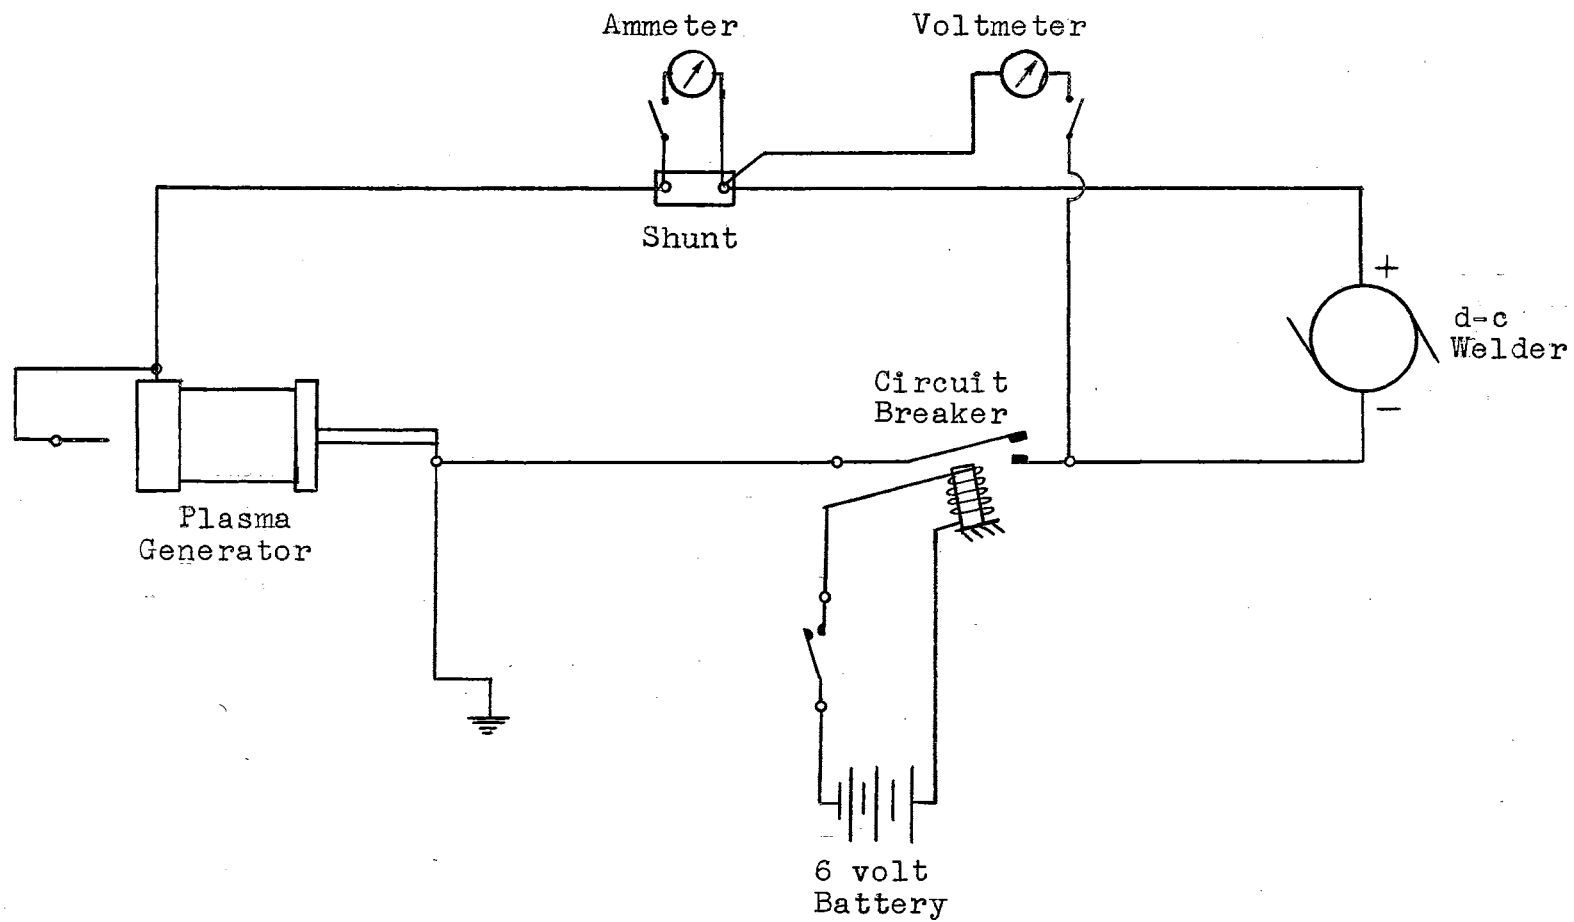 Ammeter
Voltmeter
Shunt
+
d-c
Welder
−
Circuit
Breaker
Plasma
Generator
6 volt
Battery